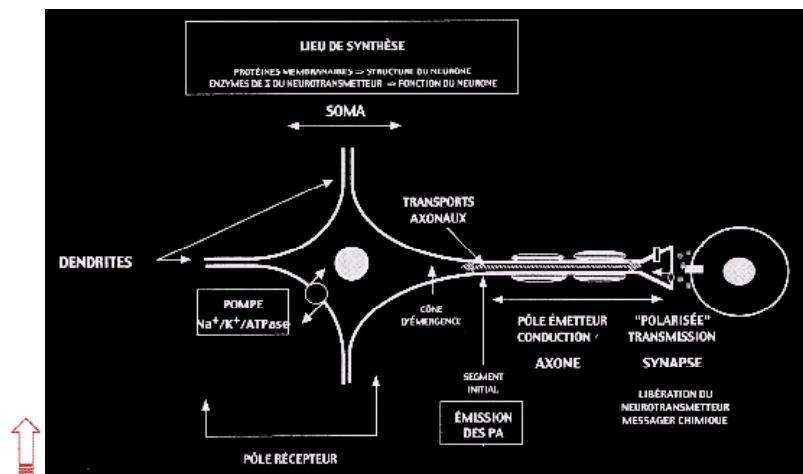 LIEU DE SYNTHÈSE
PROTÉINES MEMBRANAIRES => STRUCTURE DU NEURONE
ENZYMES DE Σ DU NEUROTRANSMETTEUR => FONCTION DU NEURONE
SOMA
TRANSPORTS
AXONAUX
DENDRITES
POMPE
Na+/K+/ATPase
CÔNE
D'ÉMERGENCE
PÔLE ÉMETTEUR
CONDUCTION /
AXONE
"POLARISÉE"
TRANSMISSION
SYNAPSE
SEGMENT
INITIAL
ÉMISSION
DES PA
LIBÉRATION DU
NEUROTRANSMETTEUR
MESSAGER CHIMIQUE
PÔLE RÉCEPTEUR